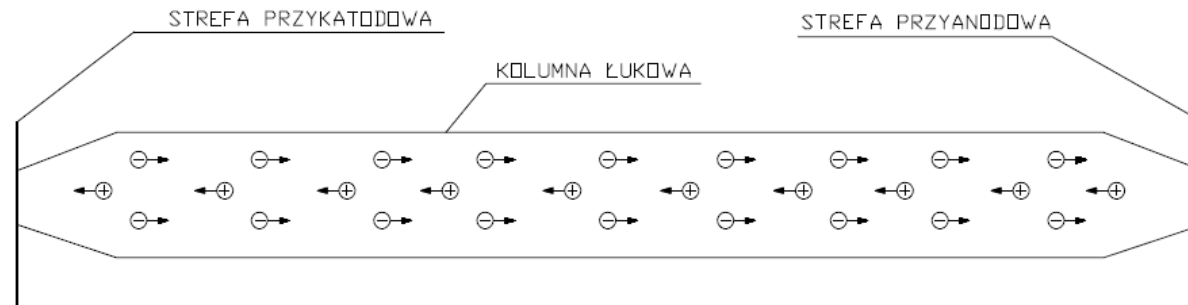 STREFA PRZYKATODOWA
STREFA PRZYANODOWA
KOLUMNA ŁUKOWA